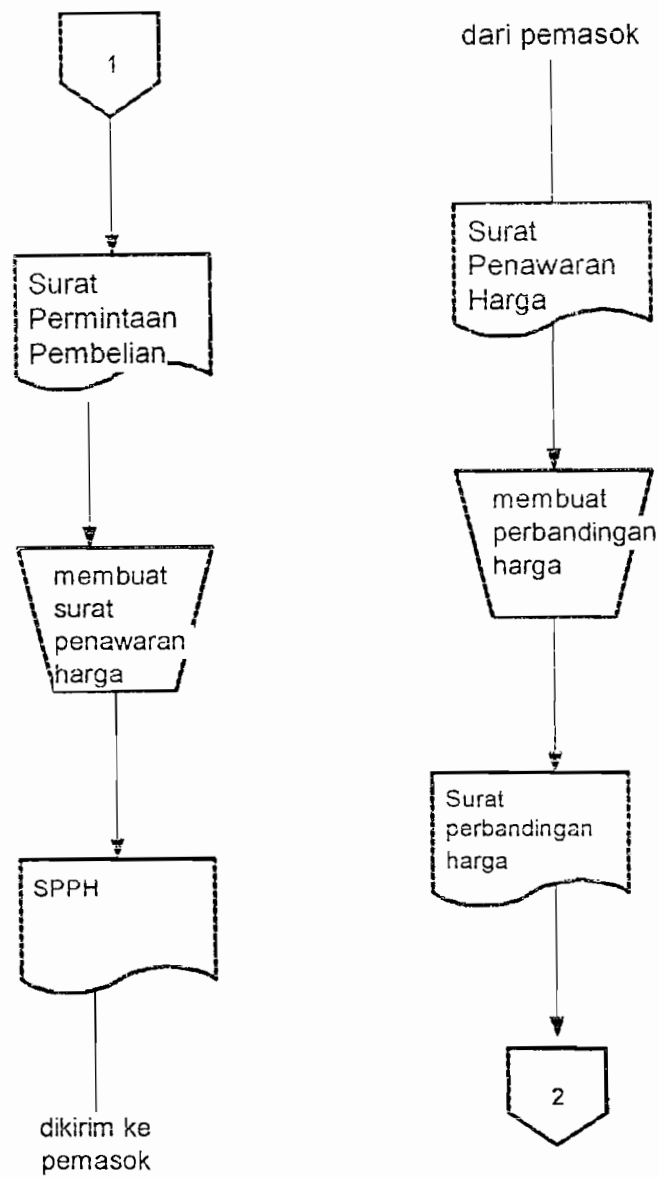 1
Surat
Permintaan
Pembelian
membuat
surat
penawaran
harga
SPPH
dikirim ke
pemasok
dari pemasok
Surat
Penawaran
Harga
membuat
perbandingan
harga
Surat
perbandingan
harga
2